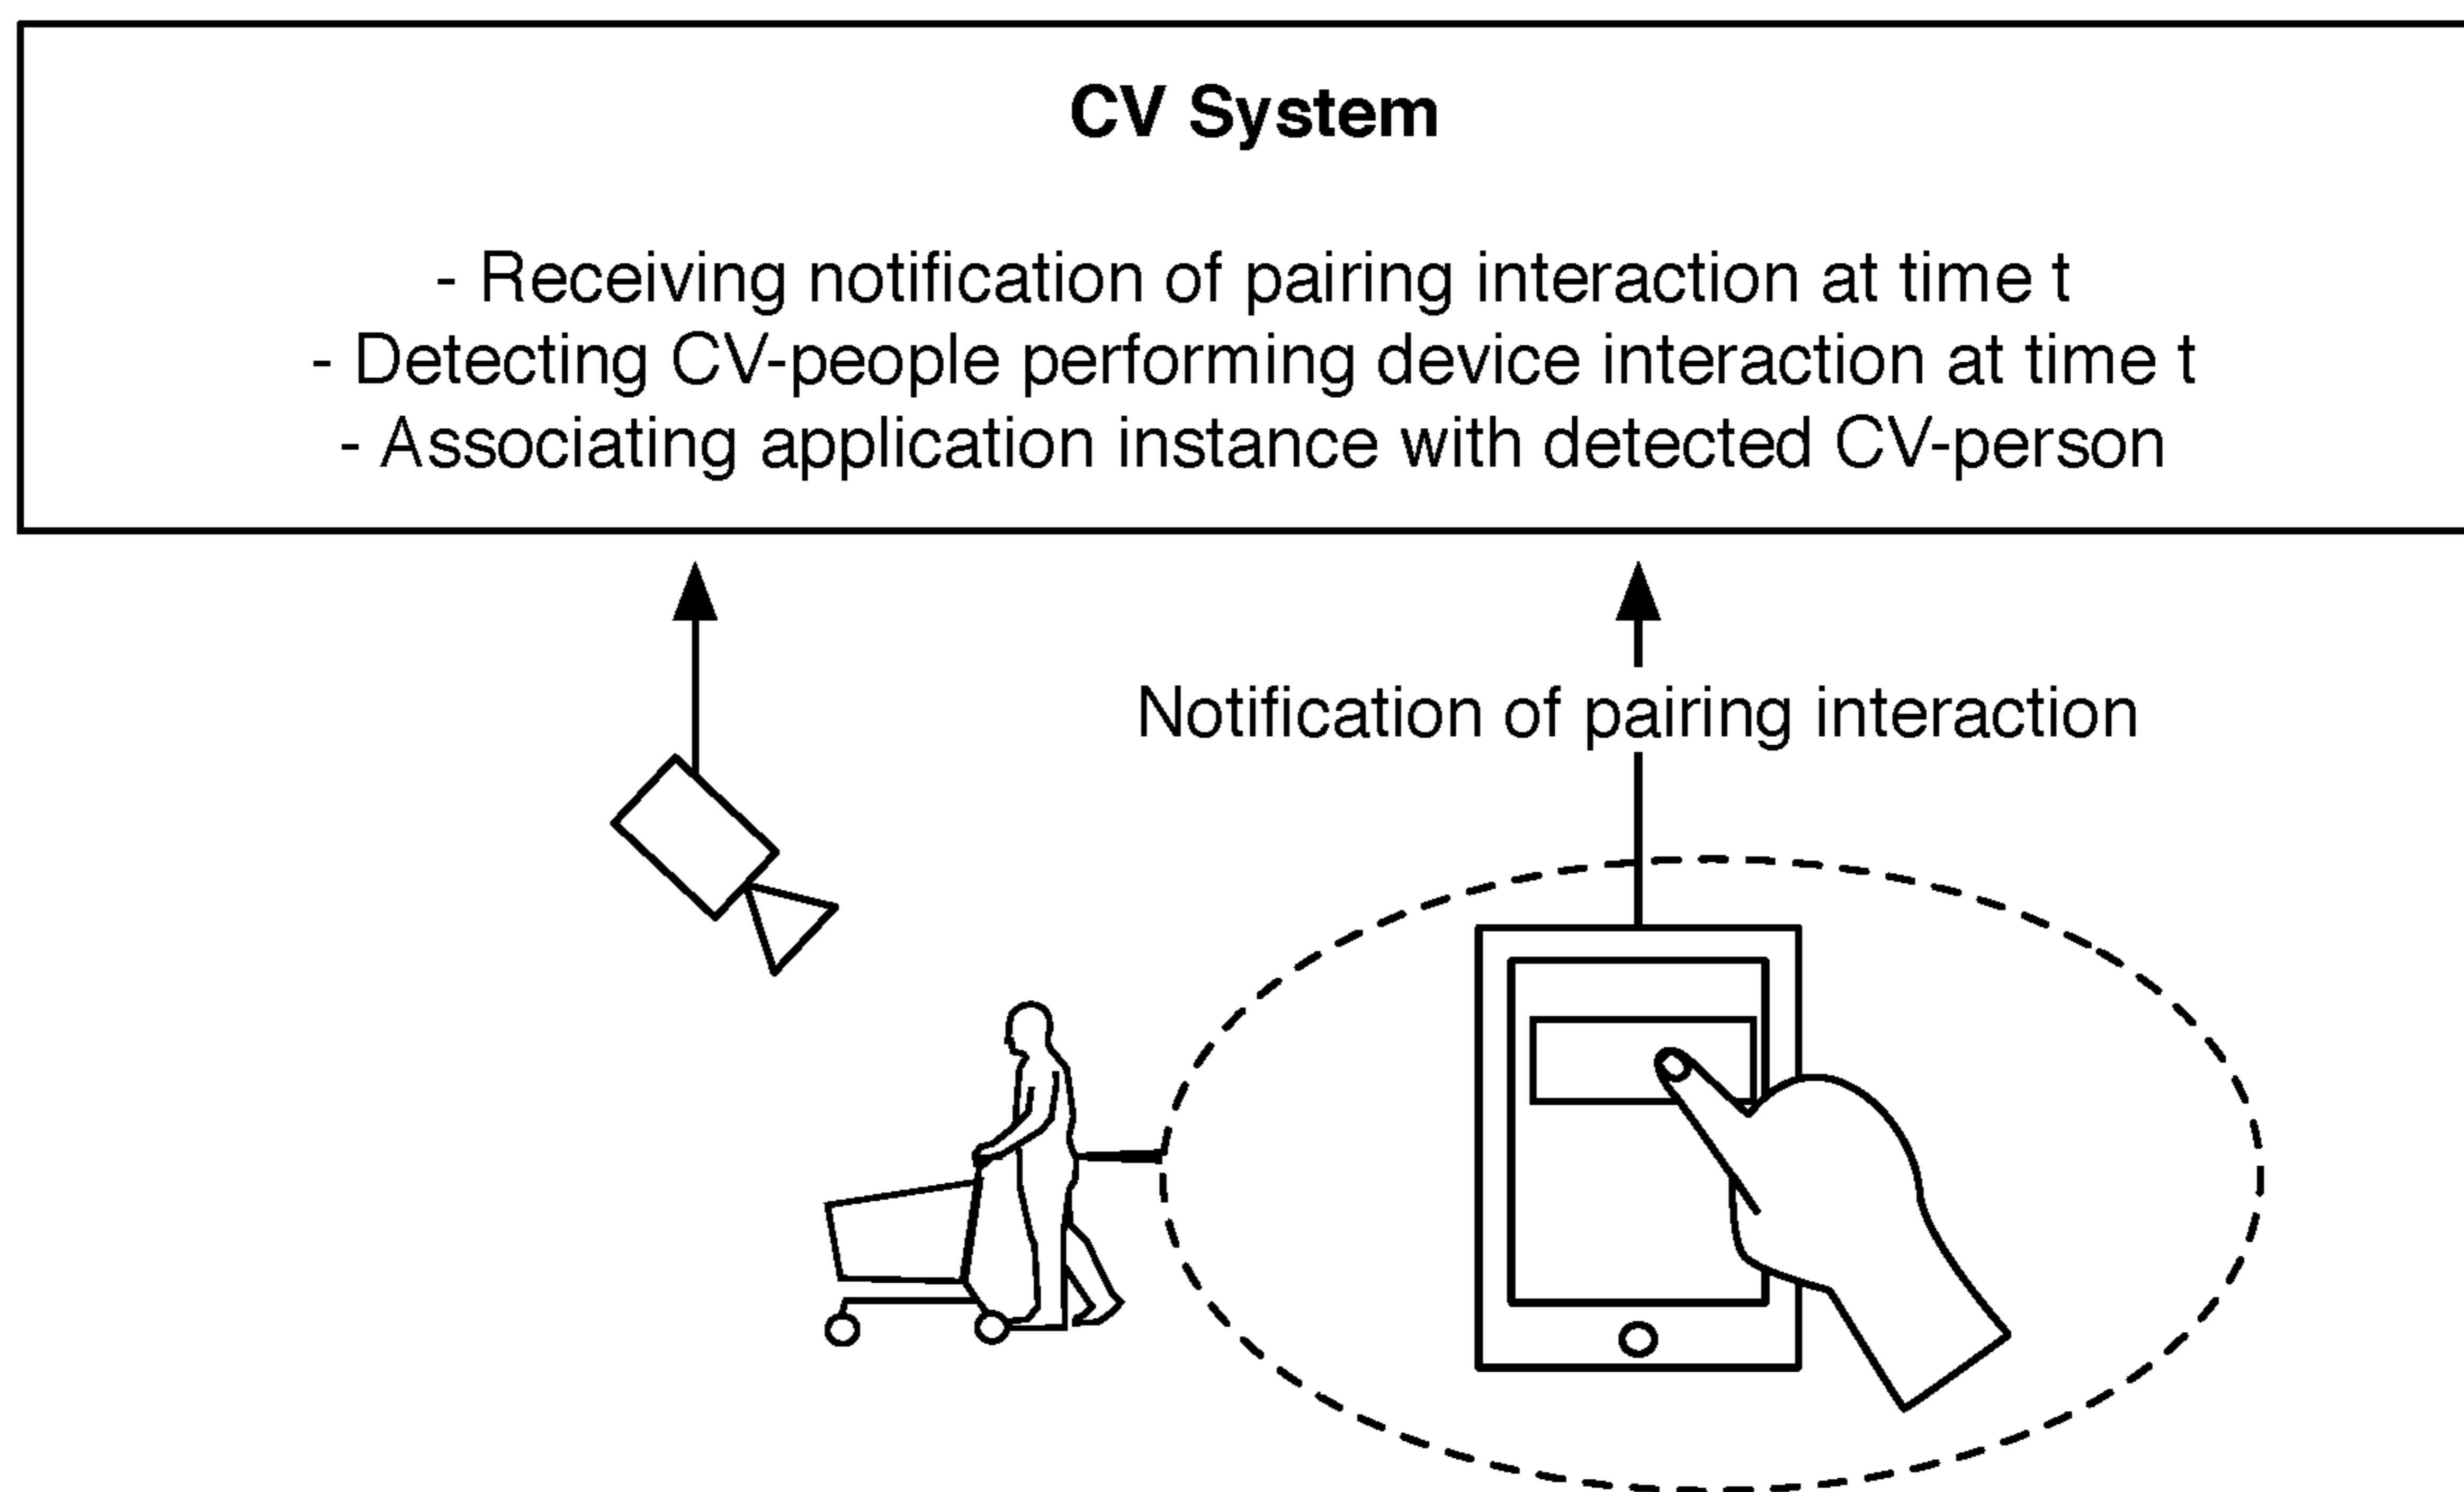 CV System
- Receiving notification of pairing interaction at time t
- Detecting CV-people performing device interaction at time t
- Associating application instance with detected CV-person
Notification of pairing interaction